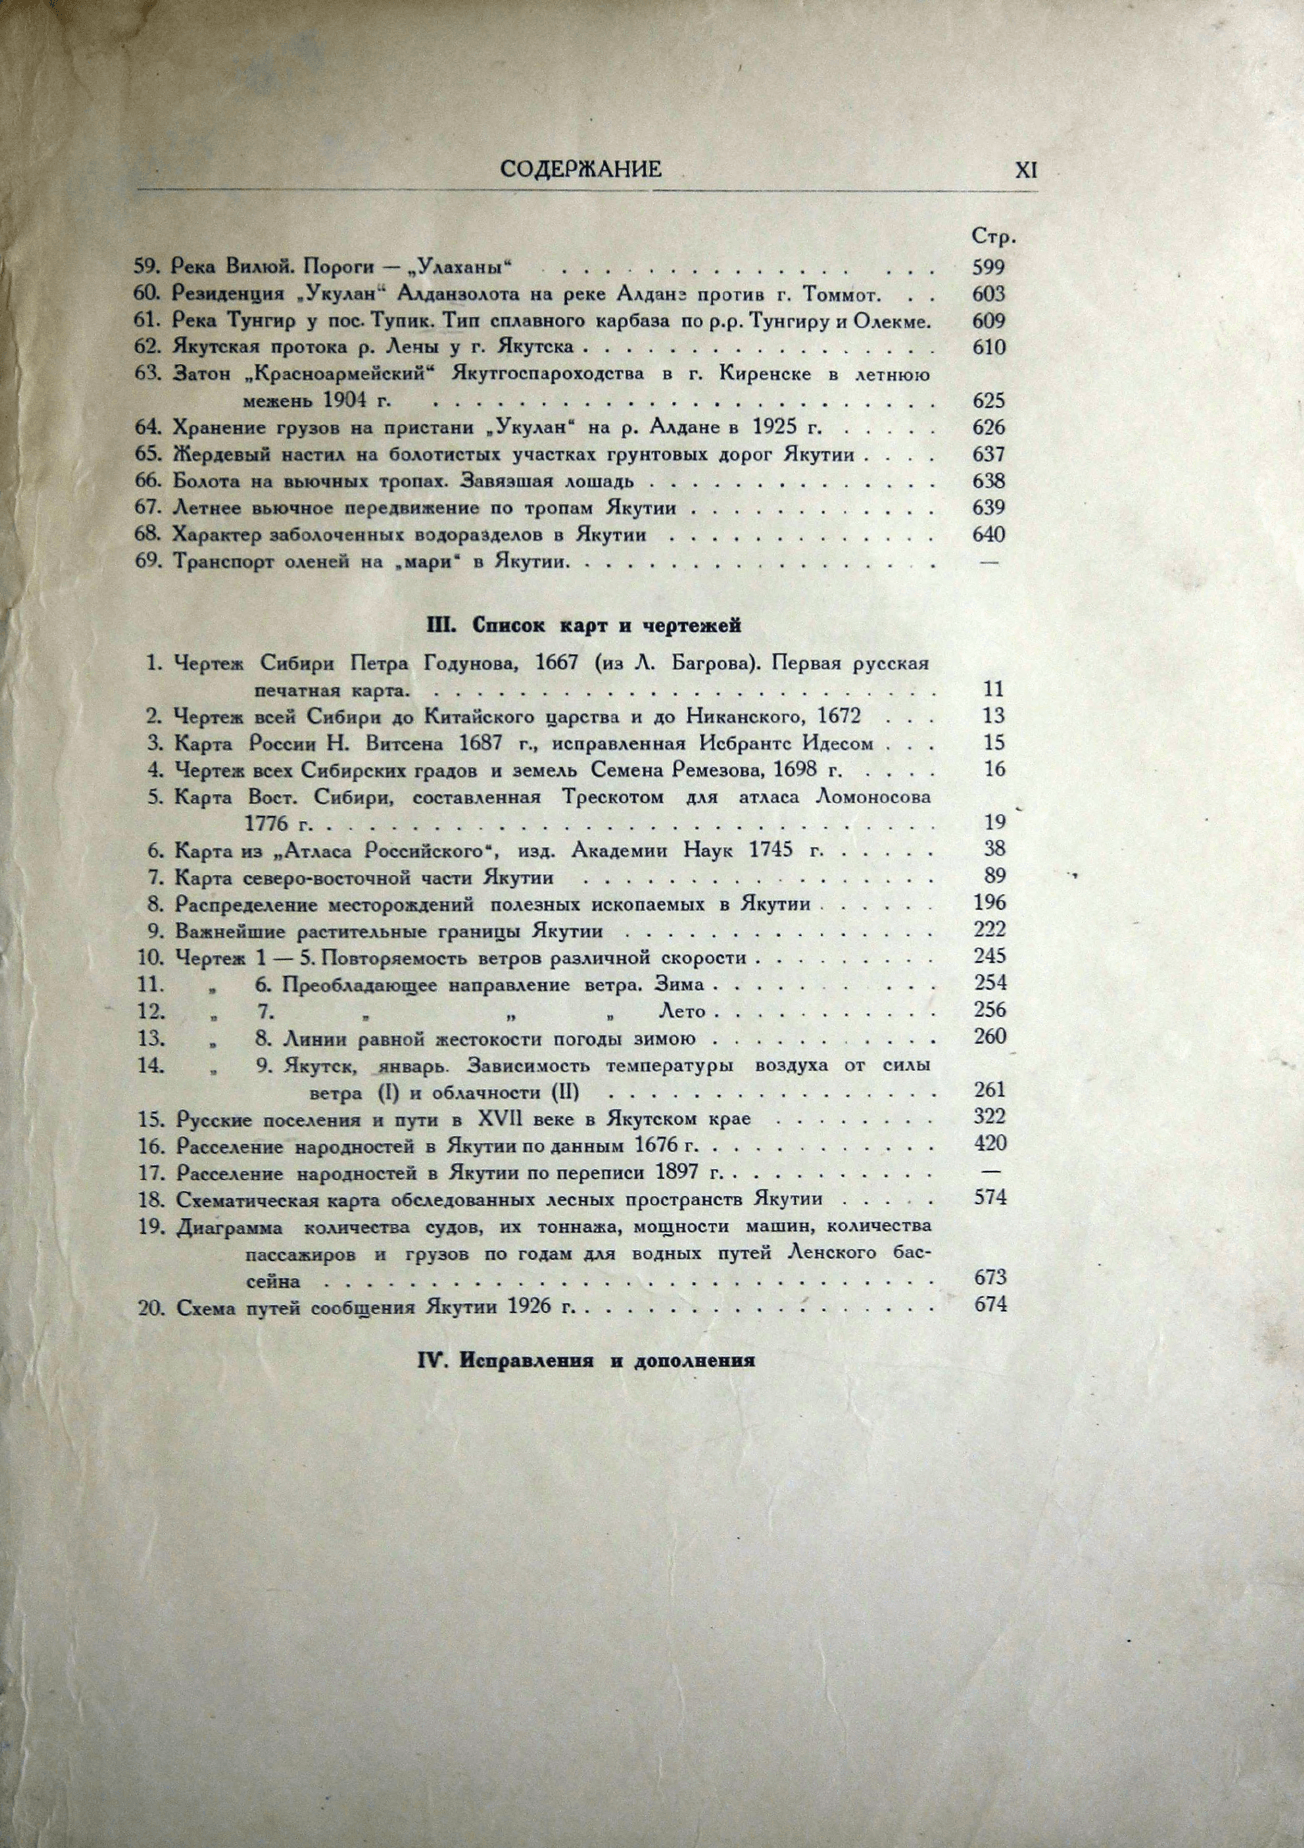 СОДЕРЖАНИЕ XI
Стр.
59. Река Вилюй. Пороги — „Улаханы“ . . . . . . . . . . . . . . 599
60. Резиденция „Укулан“ Алданзолота на реке Алдане против г. Томмот. . . 603
61. Река Тунгир у пос. Тупик. Тип сплавного карбаза по р.р. Тунгиру и Олекме. 609
62. Якутская протока р. Лены у г. Якутска . . . . . . . . . . . . . 610
63. Затон „Красноармейский“ Якутгоспароходства в г. Киренске в летнюю
межень 1904 г. . . . . . . . . . . . . . . . . . . 625
64. Хранение грузов на пристани „Укулан“ на р. Алдане в 1925 г. . . . . . 626
65. Жердевый настил на болотистых участках грунтовых дорог Якутии . . . . 637
66. Болота на вьючных тропах. Завязшая лошадь . . . . . . . . . . . 638
67. Летнее вьючное передвижение по тропам Якутии . . . . . . . . . 639
68. Характер заболоченных водоразделов в Якутии . . . . . . . . . . 640
69. Транспорт оленей на „мари“ в Якутии. . . . . . . . . . . . . . —
III. Список карт и чертежей
1. Чертеж Сибири Петра Годунова, 1667 (из Л. Багрова). Первая русская
печатная карта. . . . . . . . . . . . . . . . . . . 11
2. Чертеж всей Сибири до Китайского царства и до Никанского, 1672 . . . 13
3. Карта России Н. Витсена 1687 г., исправленная Исбрантс Идесом . . . 15
4. Чертеж всех Сибирских градов и земель Семена Ремезова, 1698 г. . . . . 16
5. Карта Вост. Сибири, составленная Трескотом для атласа Ломоносова
1776 г. . . . . . . . . . . . . . . . . . . . . . 19
6. Карта из „Атласа Российского“, изд. Академии Наук 1745 г. . . . . . 38
7. Карта северо-восточной части Якутии . . . . . . . . . . . . . 89
8. Распределение месторождений полезных ископаемых в Якутии . . . . . . 196
9. Важнейшие растительные границы Якутии . . . . . . . . . . . . 222
10. Чертеж 1 — 5. Повторяемость ветров различной скорости . . . . . . . . . 245
11. „ 6. Преобладающее направление ветра. Зима . . . . . . . . . 254
12. „ 7. „ „ „ Лето . . . . . . . . . . . 256
13. „ 8. Линии равной жестокости погоды зимою . . . . . . . . . . 260
14. „ 9. Якутск, январь. Зависимость температуры воздуха от силы
ветра (I) и облачности (II) . . . . . . . . . . . . 261
15. Русские поселения и пути в XVII веке в Якутском крае . . . . . . . . 322
16. Расселение народностей в Якутии по данным 1676 г. . . . . . . . . . 420
17. Расселение народностей в Якутии по переписи 1897 г. . . . . . . . . —
18. Схематическая карта обследованных лесных пространств Якутии . . . . . 574
19. Диаграмма количества судов, их тоннажа, мощности машин, количества
пассажиров и грузов по годам для водных путей Ленского бас-
сейна . . . . . . . . . . . . . . . . . . . . . . 673
20. Схема путей сообщения Якутии 1926 г. . . . . . . . . . . . . . 674
IV. Исправления и дополнения